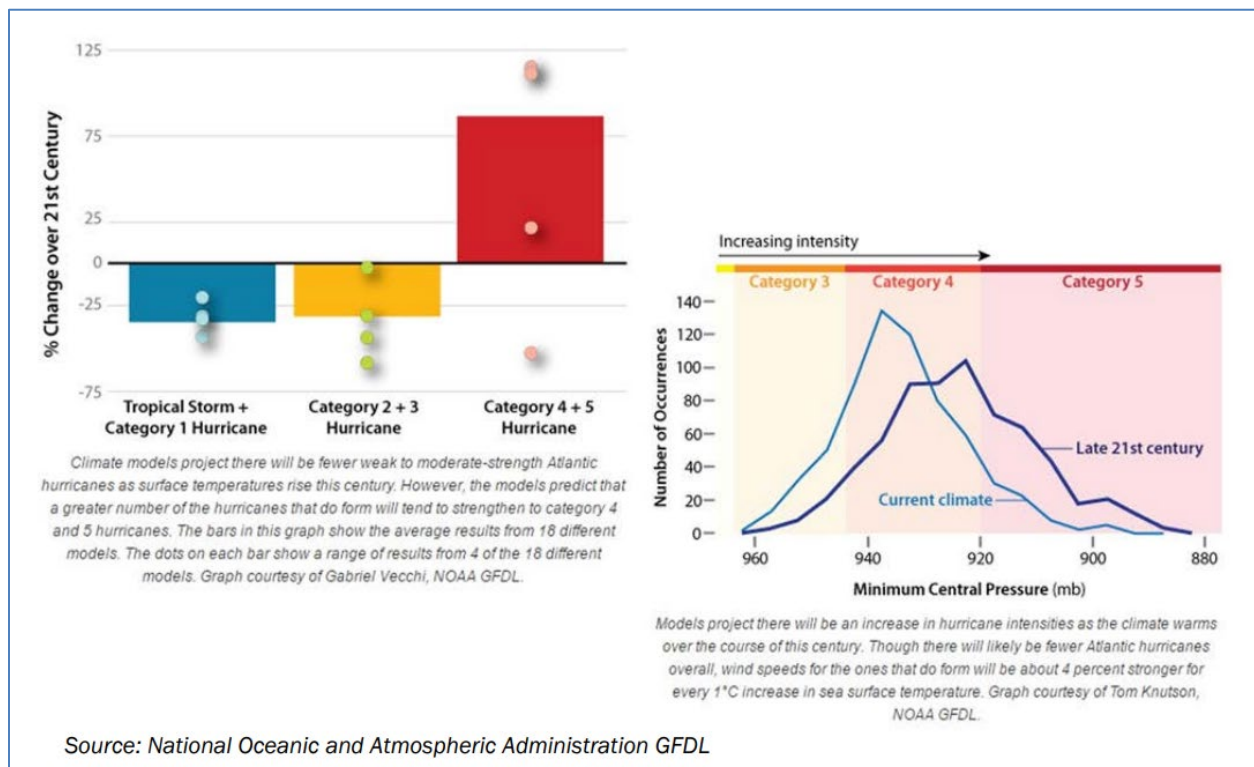 % Change over 21st Century
125
75
25
0
-25
-75
Tropical Storm +
Category 1 Hurricane
Category 2 + 3
Hurricane
Category 4 + 5
Hurricane
Climate models project there will be fewer weak to moderate-strength Atlantic
hurricanes as surface temperatures rise this century. However, the models predict that
a greater number of the hurricanes that do form will tend to strengthen to category 4
and 5 hurricanes. The bars in this graph show the average results from 18 different
models. The dots on each bar show a range of results from 4 of the 18 different
models. Graph courtesy of Gabriel Vecchi, NOAA GFDL.
Increasing intensity
Category 3
Category 4
Category 5
Number of Occurrences
140
120
100
80
60
40
20
0
Late 21st century
Current climate
960
940
920
900
880
Minimum Central Pressure (mb)
Models project there will be an increase in hurricane intensities as the climate warms
over the course of this century. Though there will likely be fewer Atlantic hurricanes
overall, wind speeds for the ones that do form will be about 4 percent stronger for
every 1°C increase in sea surface temperature. Graph courtesy of Tom Knutson,
NOAA GFDL.
Source: National Oceanic and Atmospheric Administration GFDL